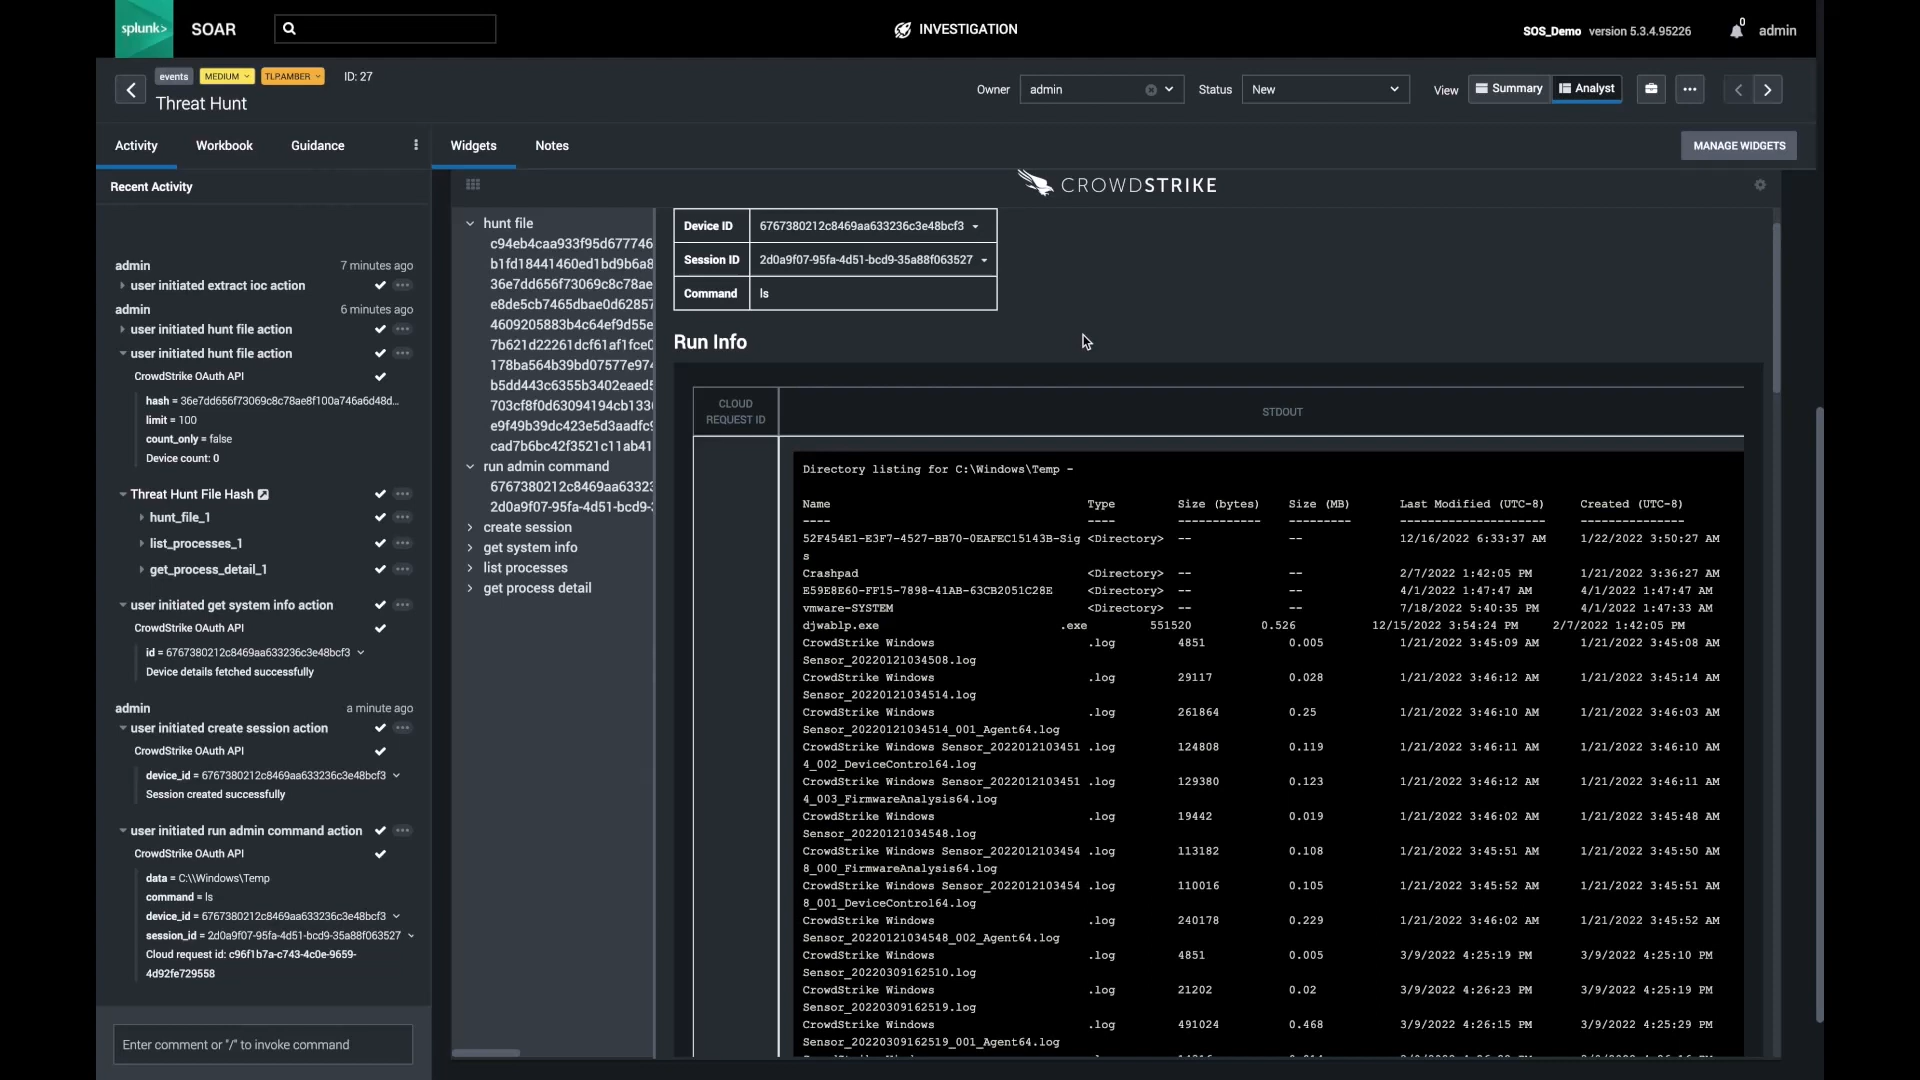 splunk>
SOAR
INVESTIGATION
SOS_Demo version 5.3.4.95226
0
admin
events
MEDIUM
TLP:AMBER
ID: 27
Threat Hunt
Owner
admin
Status
New
View
Summary
Analyst
Activity
Workbook
Guidance
Widgets
Notes
MANAGE WIDGETS
Recent Activity
admin 7 minutes ago
user initiated extract ioc action
admin 6 minutes ago
user initiated hunt file action
user initiated hunt file action
CrowdStrike OAuth API
hash = 36e7dd656f73069c8c78ae8f100a746a6d48d...
limit = 100
count_only = false
Device count: 0
Threat Hunt File Hash
hunt_file_1
list_processes_1
get_process_detail_1
user initiated get system info action
CrowdStrike OAuth API
id = 6767380212c8469aa633236c3e48bcf3
Device details fetched successfully
admin a minute ago
user initiated create session action
CrowdStrike OAuth API
device_id = 6767380212c8469aa633236c3e48bcf3
Session created successfully
user initiated run admin command action
CrowdStrike OAuth API
data = C:\\Windows\Temp
command = ls
device_id = 6767380212c8469aa633236c3e48bcf3
session_id = 2d0a9f07-95fa-4d51-bcd9-35a88f063527
Cloud request id: c96f1b7a-c743-4c0e-9659-
4d92fe729558
Enter comment or "/" to invoke command
CROWDSTRIKE
hunt file
c94eb4caa933f95d677746
b1fd18441460ed1bd9b6a8
36e7dd656f73069c8c78ae
e8de5cb7465dbae0d62857
4609205883b4c64ef9d55e
7b621d22261dcf61af1fce0
178ba564b39bd07577e974
b5dd443c6355b3402eaed5
703cf8f0d63094194cb133
e9f49b39dc423e5d3aadfc9
cad7b6bc42f3521c11ab41
run admin command
6767380212c8469aa63323
2d0a9f07-95fa-4d51-bcd9-
create session
get system info
list processes
get process detail
Device ID 6767380212c8469aa633236c3e48bcf3
Session ID 2d0a9f07-95fa-4d51-bcd9-35a88f063527
Command ls
Run Info
CLOUD
REQUEST ID
STDOUT
Directory listing for C:\Windows\Temp -
Name Type Size (bytes) Size (MB) Last Modified (UTC-8) Created (UTC-8)
---- ---- ------------ --------- --------------------- ---------------
52F454E1-E3F7-4527-BB70-0EAFEC15143B-Sig <Directory> -- -- 12/16/2022 6:33:37 AM 1/22/2022 3:50:27 AM
s
Crashpad <Directory> -- -- 2/7/2022 1:42:05 PM 1/21/2022 3:36:27 AM
E59E8E60-FF15-7898-41AB-63CB2051C28E <Directory> -- -- 4/1/2022 1:47:47 AM 4/1/2022 1:47:47 AM
vmware-SYSTEM <Directory> -- -- 7/18/2022 5:40:35 PM 4/1/2022 1:47:33 AM
djwablp.exe .exe 551520 0.526 12/15/2022 3:54:24 PM 2/7/2022 1:42:05 PM
CrowdStrike Windows .log 4851 0.005 1/21/2022 3:45:09 AM 1/21/2022 3:45:08 AM
Sensor_20220121034508.log
CrowdStrike Windows .log 29117 0.028 1/21/2022 3:46:12 AM 1/21/2022 3:45:14 AM
Sensor_20220121034514.log
CrowdStrike Windows .log 261864 0.25 1/21/2022 3:46:10 AM 1/21/2022 3:46:03 AM
Sensor_20220121034514_001_Agent64.log
CrowdStrike Windows Sensor_2022012103451 .log 124808 0.119 1/21/2022 3:46:11 AM 1/21/2022 3:46:10 AM
4_002_DeviceControl64.log
CrowdStrike Windows Sensor_2022012103451 .log 129380 0.123 1/21/2022 3:46:12 AM 1/21/2022 3:46:11 AM
4_003_FirmwareAnalysis64.log
CrowdStrike Windows .log 19442 0.019 1/21/2022 3:46:02 AM 1/21/2022 3:45:48 AM
Sensor_20220121034548.log
CrowdStrike Windows Sensor_2022012103454 .log 113182 0.108 1/21/2022 3:45:51 AM 1/21/2022 3:45:50 AM
8_000_FirmwareAnalysis64.log
CrowdStrike Windows Sensor_2022012103454 .log 110016 0.105 1/21/2022 3:45:52 AM 1/21/2022 3:45:51 AM
8_001_DeviceControl64.log
CrowdStrike Windows .log 240178 0.229 1/21/2022 3:46:02 AM 1/21/2022 3:45:52 AM
Sensor_20220121034548_002_Agent64.log
CrowdStrike Windows .log 4851 0.005 3/9/2022 4:25:19 PM 3/9/2022 4:25:10 PM
Sensor_20220309162510.log
CrowdStrike Windows .log 21202 0.02 3/9/2022 4:26:23 PM 3/9/2022 4:25:19 PM
Sensor_20220309162519.log
CrowdStrike Windows .log 491024 0.468 3/9/2022 4:26:15 PM 3/9/2022 4:25:29 PM
Sensor_20220309162519_001_Agent64.log